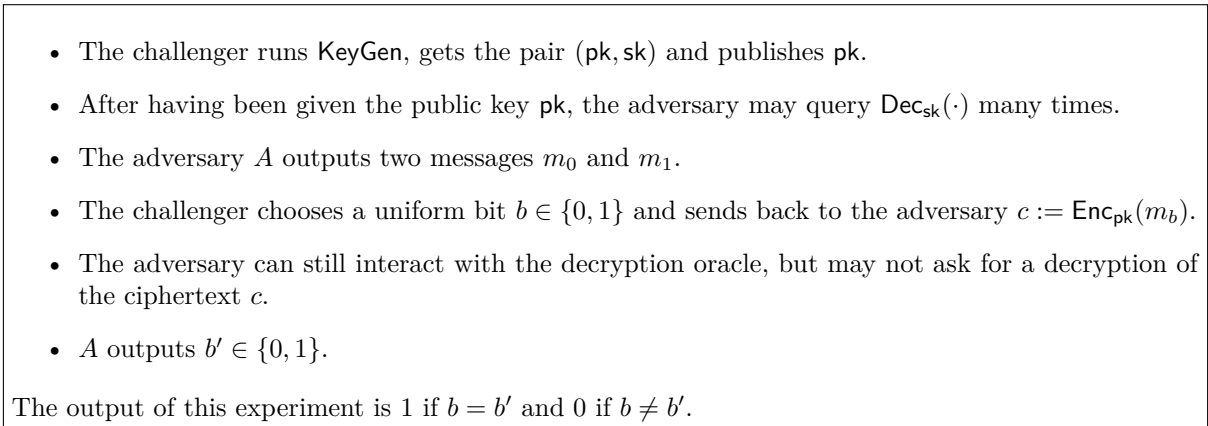 • The challenger runs KeyGen, gets the pair (pk, sk) and publishes pk.
• After having been given the public key pk, the adversary may query Dec_sk(·) many times.
• The adversary A outputs two messages m_0 and m_1.
• The challenger chooses a uniform bit b ∈ {0, 1} and sends back to the adversary c := Enc_pk(m_b).
• The adversary can still interact with the decryption oracle, but may not ask for a decryption of
the ciphertext c.
• A outputs b′ ∈ {0, 1}.
The output of this experiment is 1 if b = b′ and 0 if b ≠ b′.